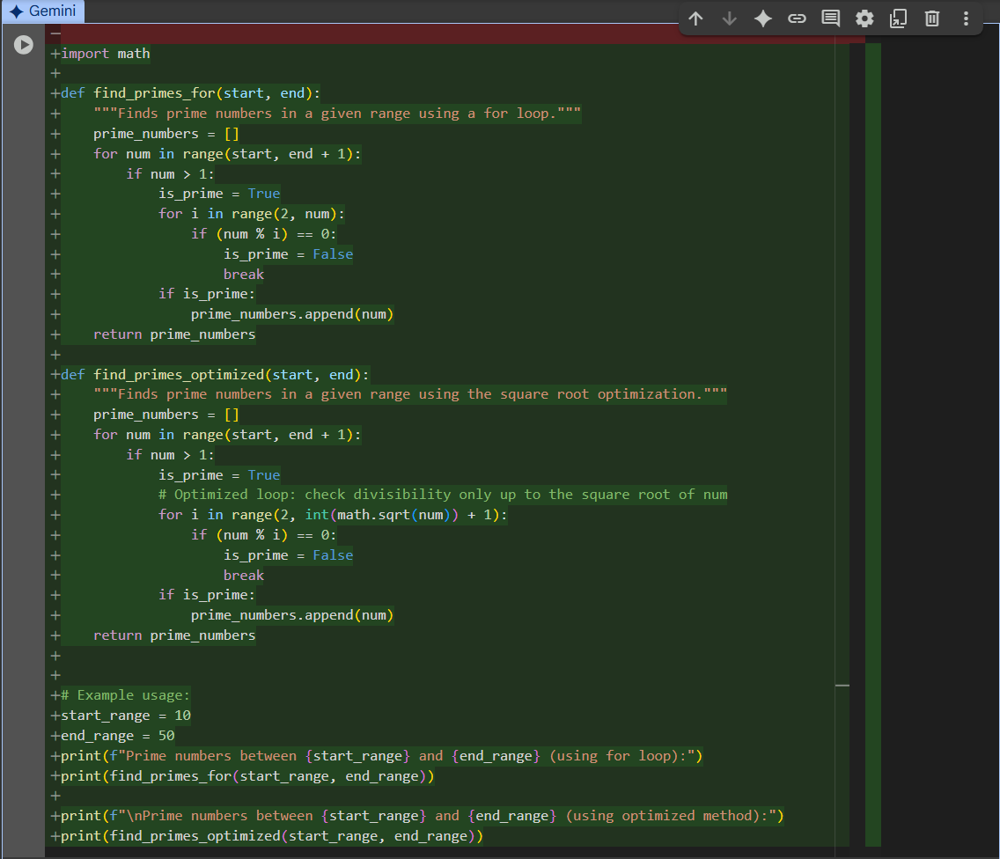 Gemini
−
+import math
+
+def find_primes_for(start, end):
+    """Finds prime numbers in a given range using a for loop."""
+    prime_numbers = []
+    for num in range(start, end + 1):
+        if num > 1:
+            is_prime = True
+            for i in range(2, num):
+                if (num % i) == 0:
+                    is_prime = False
+                    break
+            if is_prime:
+                prime_numbers.append(num)
+    return prime_numbers
+
+def find_primes_optimized(start, end):
+    """Finds prime numbers in a given range using the square root optimization."""
+    prime_numbers = []
+    for num in range(start, end + 1):
+        if num > 1:
+            is_prime = True
+            # Optimized loop: check divisibility only up to the square root of num
+            for i in range(2, int(math.sqrt(num)) + 1):
+                if (num % i) == 0:
+                    is_prime = False
+                    break
+            if is_prime:
+                prime_numbers.append(num)
+    return prime_numbers
+
+
+# Example usage:
+start_range = 10
+end_range = 50
+print(f"Prime numbers between {start_range} and {end_range} (using for loop):")
+print(find_primes_for(start_range, end_range))
+
+print(f"\nPrime numbers between {start_range} and {end_range} (using optimized method):")
+print(find_primes_optimized(start_range, end_range))